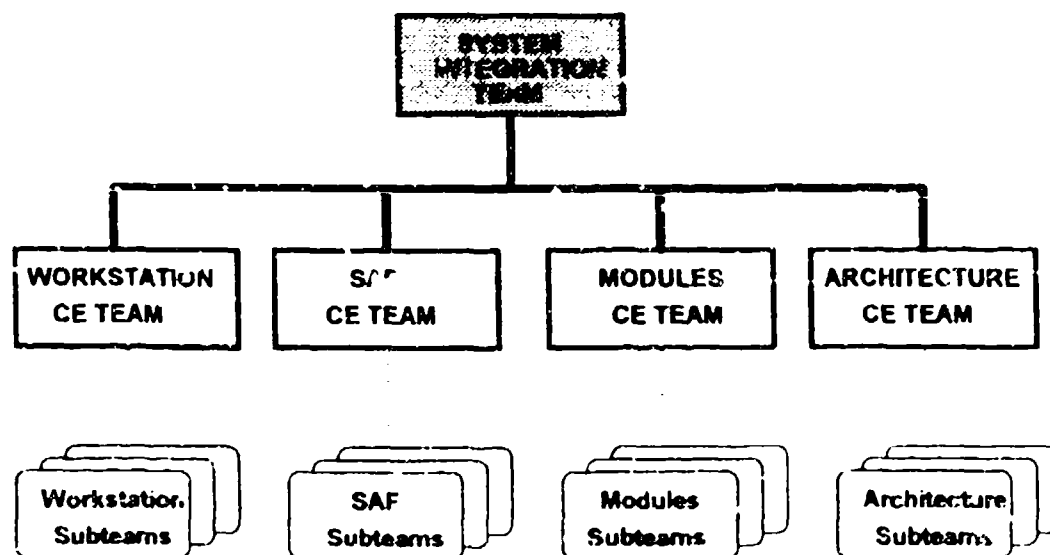 SYSTEM
INTEGRATION
TEAM
WORKSTATION
CE TEAM
SAF
CE TEAM
MODULES
CE TEAM
ARCHITECTURE
CE TEAM
Workstation
Subteams
SAF
Subteams
Modules
Subteams
Architecture
Subteams